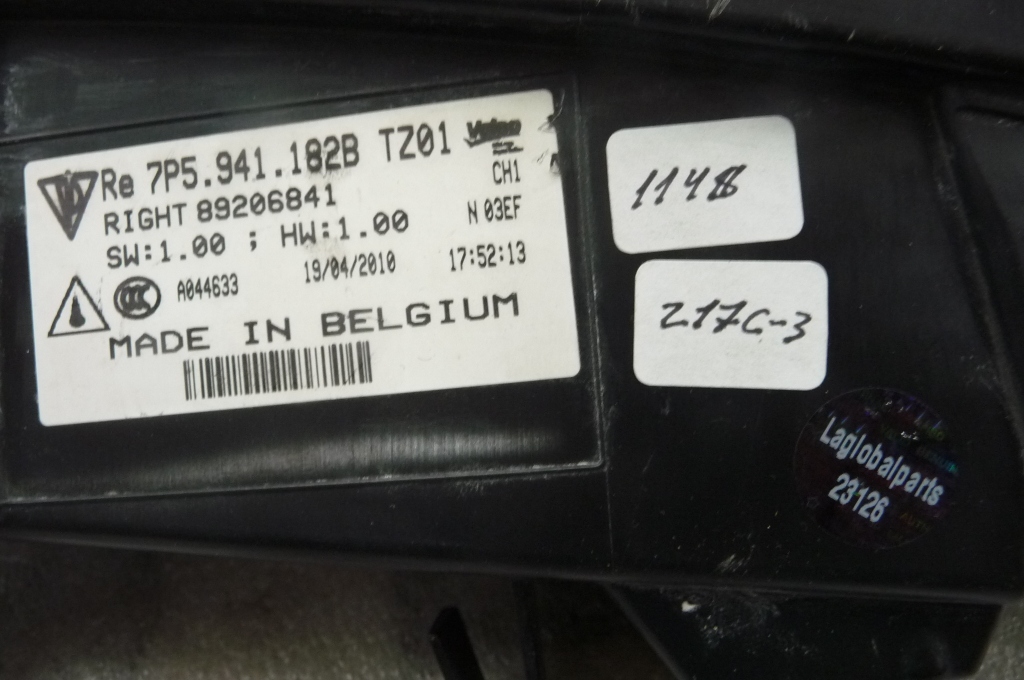 Re 7P5.941.182B TZ01 Valeo
RIGHT 89206841 CH1
SW:1.00 ; HW:1.00 N 03EF
A044633 19/04/2010 17:52:13
MADE IN BELGIUM
1148
217C-3
Laglobalparts
23126